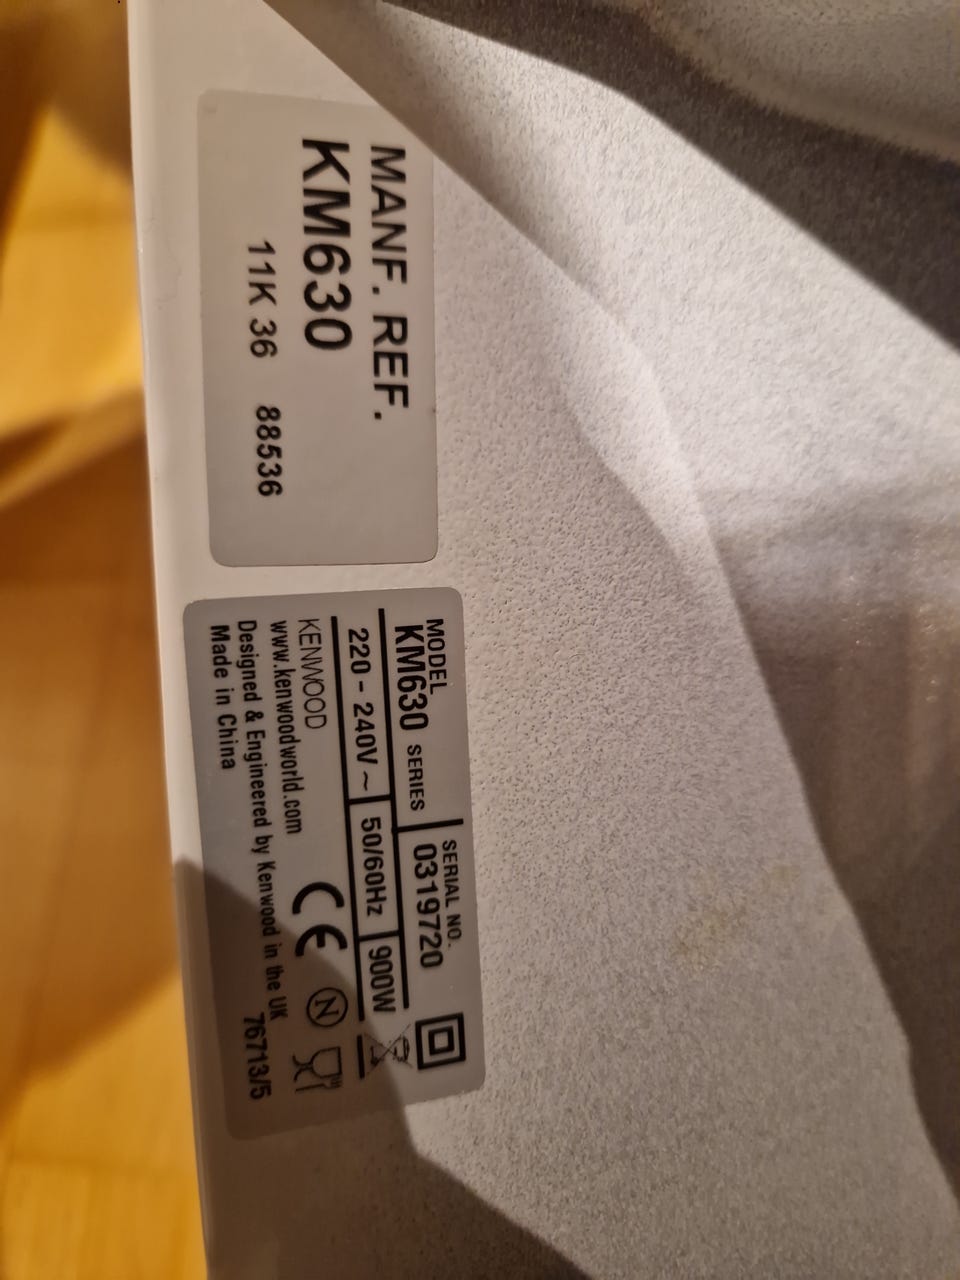 MANF. REF.
KM630
11K 36 88536
MODEL SERIAL NO.
KM630 SERIES 0319720
220 - 240V ~ 50/60Hz 900W
KENWOOD CE N
www.kenwoodworld.com
Designed & Engineered by Kenwood in the UK
Made in China 76713/5